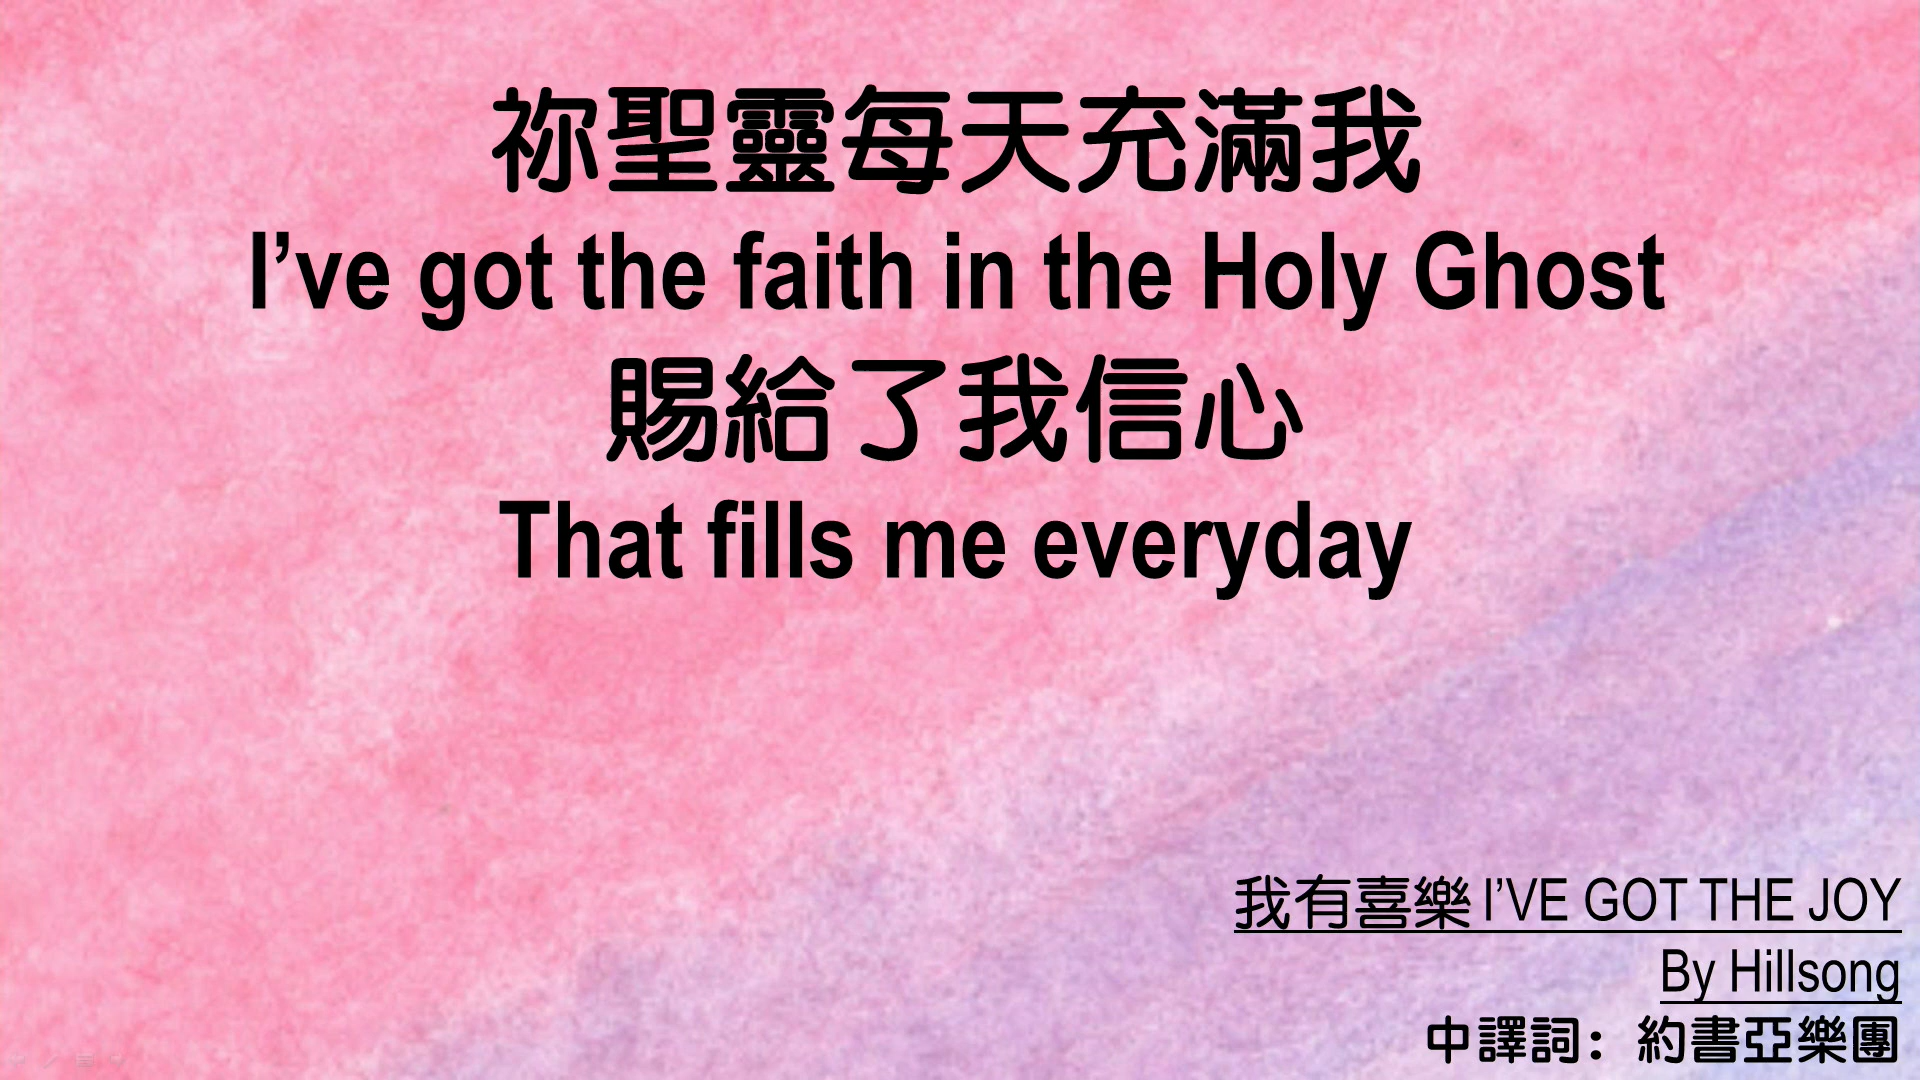 祢聖靈每天充滿我
I’ve got the faith in the Holy Ghost
賜給了我信心
That fills me everyday
我有喜樂 I’VE GOT THE JOY
By Hillsong
中譯詞：約書亞樂團